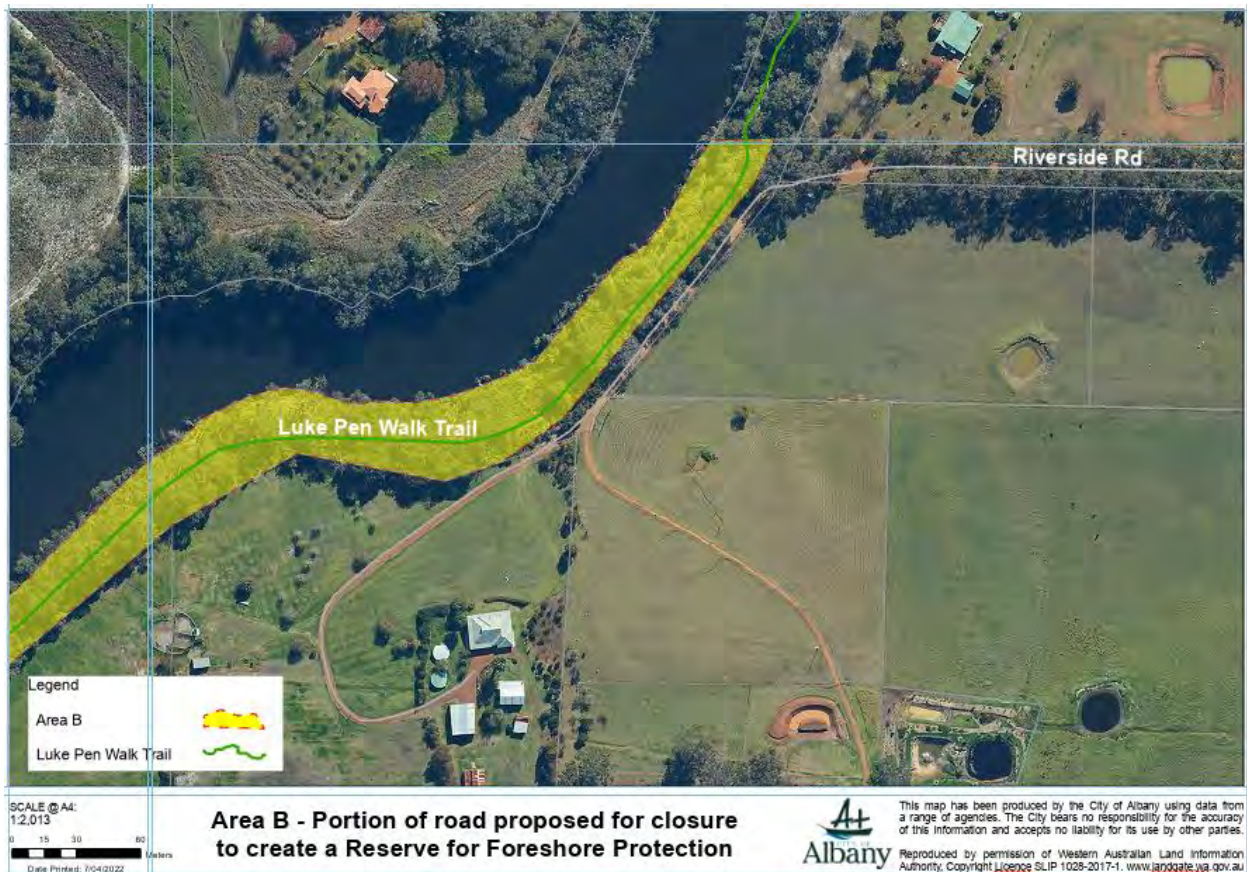 Riverside Rd
Luke Pen Walk Trail
Legend
Area B
Luke Pen Walk Trail
SCALE @ A4:
1:2,013
0 15 30 60
Meters
Date Printed: 7/04/2022
Area B - Portion of road proposed for closure
to create a Reserve for Foreshore Protection
CITY OF
Albany
This map has been produced by the City of Albany using data from
a range of agencies. The City bears no responsibility for the accuracy
of this information and accepts no liability for its use by other parties.
Reproduced by permission of Western Australian Land Information
Authority, Copyright Licence SLIP 1028-2017-1. www.landgate.wa.gov.au